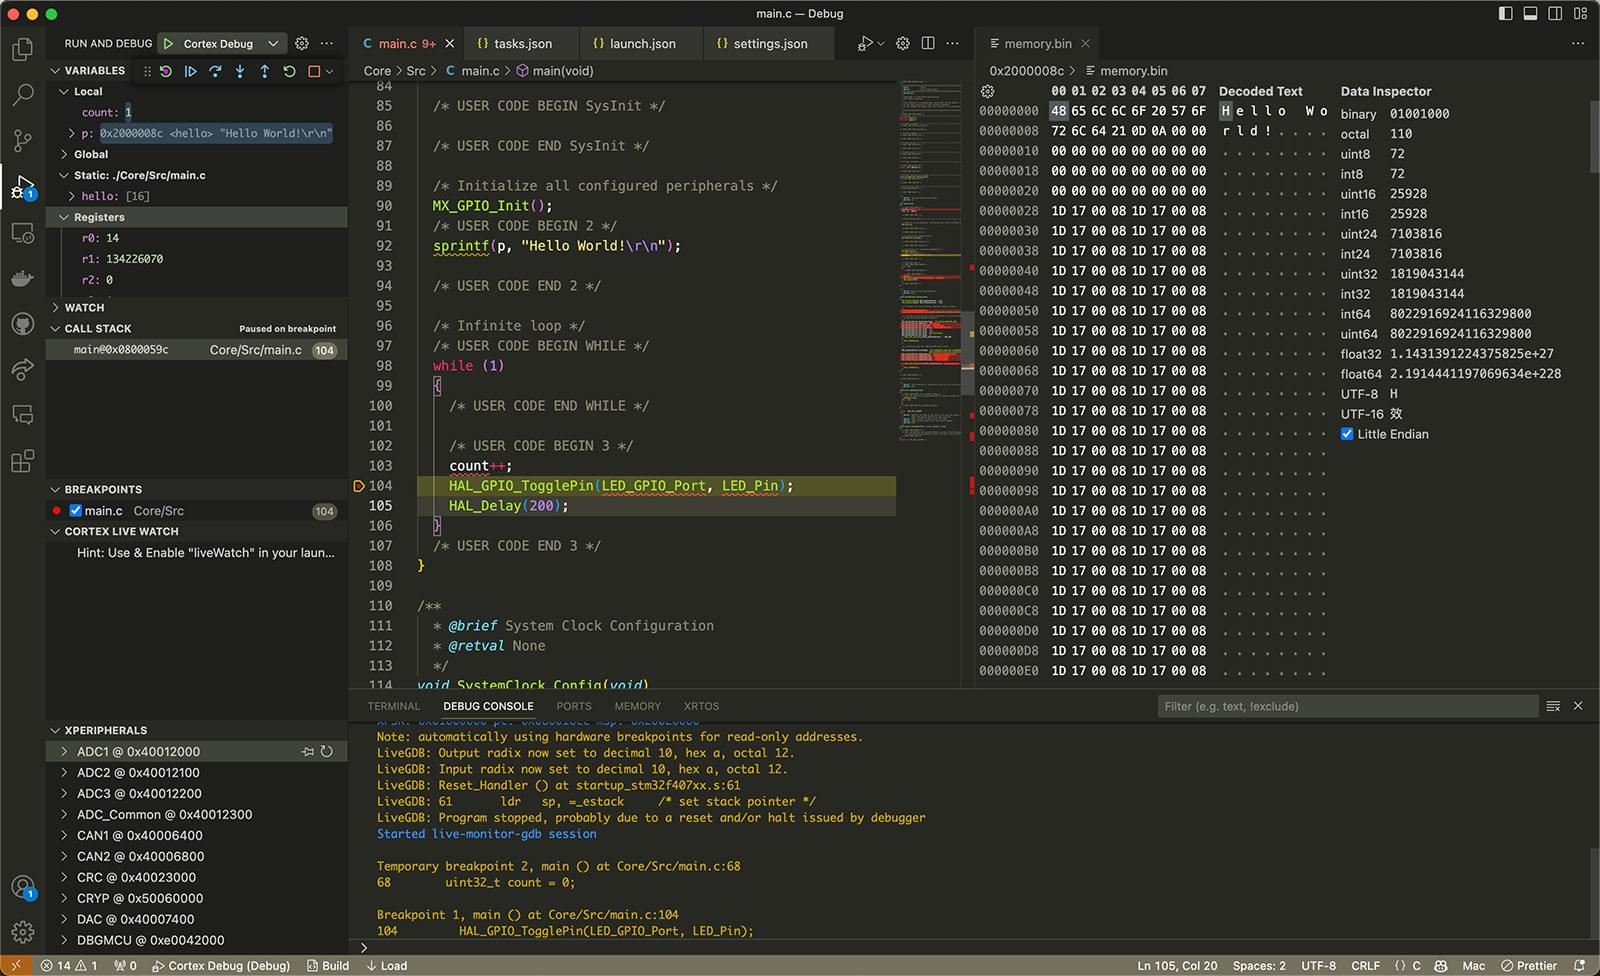 main.c — Debug
RUN AND DEBUG Cortex Debug
main.c 9+
tasks.json
launch.json
settings.json
memory.bin
VARIABLES
Core > Src > C main.c > main(void)
0x2000008c > memory.bin
Local
count: 1
p: 0x2000008c <hello> "Hello World!\r\n"
Global
Static: ./Core/Src/main.c
hello: [16]
Registers
r0: 14
r1: 134226070
r2: 0
WATCH
CALL STACK Paused on breakpoint
main@0x0800059c Core/Src/main.c 104
BREAKPOINTS
main.c Core/Src 104
CORTEX LIVE WATCH
Hint: Use & Enable "liveWatch" in your laun...
XPERIPHERALS
ADC1 @ 0x40012000
ADC2 @ 0x40012100
ADC3 @ 0x40012200
ADC_Common @ 0x40012300
CAN1 @ 0x40006400
CAN2 @ 0x40006800
CRC @ 0x40023000
CRYP @ 0x50060000
DAC @ 0x40007400
DBGMCU @ 0xe0042000
84
85 /* USER CODE BEGIN SysInit */
86
87 /* USER CODE END SysInit */
88
89 /* Initialize all configured peripherals */
90 MX_GPIO_Init();
91 /* USER CODE BEGIN 2 */
92 sprintf(p, "Hello World!\r\n");
93
94 /* USER CODE END 2 */
95
96 /* Infinite loop */
97 /* USER CODE BEGIN WHILE */
98 while (1)
99 {
100 /* USER CODE END WHILE */
101
102 /* USER CODE BEGIN 3 */
103 count++;
104 HAL_GPIO_TogglePin(LED_GPIO_Port, LED_Pin);
105 HAL_Delay(200);
106 }
107 /* USER CODE END 3 */
108 }
109
110 /**
111 * @brief System Clock Configuration
112 * @retval None
113 */
114 void SystemClock_Config(void)
00 01 02 03 04 05 06 07 Decoded Text
00000000 48 65 6C 6C 6F 20 57 6F H e l l o W o
00000008 72 6C 64 21 0D 0A 00 00 r l d ! . . . .
00000010 00 00 00 00 00 00 00 00 . . . . . . . .
00000018 00 00 00 00 00 00 00 00 . . . . . . . .
00000020 00 00 00 00 00 00 00 00 . . . . . . . .
00000028 1D 17 00 08 1D 17 00 08 . . . . . . . .
00000030 1D 17 00 08 1D 17 00 08 . . . . . . . .
00000038 1D 17 00 08 1D 17 00 08 . . . . . . . .
00000040 1D 17 00 08 1D 17 00 08 . . . . . . . .
00000048 1D 17 00 08 1D 17 00 08 . . . . . . . .
00000050 1D 17 00 08 1D 17 00 08 . . . . . . . .
00000058 1D 17 00 08 1D 17 00 08 . . . . . . . .
00000060 1D 17 00 08 1D 17 00 08 . . . . . . . .
00000068 1D 17 00 08 1D 17 00 08 . . . . . . . .
00000070 1D 17 00 08 1D 17 00 08 . . . . . . . .
00000078 1D 17 00 08 1D 17 00 08 . . . . . . . .
00000080 1D 17 00 08 1D 17 00 08 . . . . . . . .
00000088 1D 17 00 08 1D 17 00 08 . . . . . . . .
00000090 1D 17 00 08 1D 17 00 08 . . . . . . . .
00000098 1D 17 00 08 1D 17 00 08 . . . . . . . .
000000A0 1D 17 00 08 1D 17 00 08 . . . . . . . .
000000A8 1D 17 00 08 1D 17 00 08 . . . . . . . .
000000B0 1D 17 00 08 1D 17 00 08 . . . . . . . .
000000B8 1D 17 00 08 1D 17 00 08 . . . . . . . .
000000C0 1D 17 00 08 1D 17 00 08 . . . . . . . .
000000C8 1D 17 00 08 1D 17 00 08 . . . . . . . .
000000D0 1D 17 00 08 1D 17 00 08 . . . . . . . .
000000D8 1D 17 00 08 1D 17 00 08 . . . . . . . .
000000E0 1D 17 00 08 1D 17 00 08 . . . . . . . .
Data Inspector
binary 01001000
octal 110
uint8 72
int8 72
uint16 25928
int16 25928
uint24 7103816
int24 7103816
uint32 1819043144
int32 1819043144
int64 8022916924116329800
uint64 8022916924116329800
float32 1.1431391224375825e+27
float64 2.1914441197069634e+228
UTF-8 H
UTF-16 效
Little Endian
TERMINAL DEBUG CONSOLE PORTS MEMORY XRTOS
Filter (e.g. text, !exclude)
Note: automatically using hardware breakpoints for read-only addresses.
LiveGDB: Output radix now set to decimal 10, hex a, octal 12.
LiveGDB: Input radix now set to decimal 10, hex a, octal 12.
LiveGDB: Reset_Handler () at startup_stm32f407xx.s:61
LiveGDB: 61 ldr sp, =_estack /* set stack pointer */
LiveGDB: Program stopped, probably due to a reset and/or halt issued by debugger
Started live-monitor-gdb session
Temporary breakpoint 2, main () at Core/Src/main.c:68
68 uint32_t count = 0;
Breakpoint 1, main () at Core/Src/main.c:104
104 HAL_GPIO_TogglePin(LED_GPIO_Port, LED_Pin);
14 1 0 Cortex Debug (Debug) Build Load
Ln 105, Col 20 Spaces: 2 UTF-8 CRLF {} C Mac Prettier
1
1